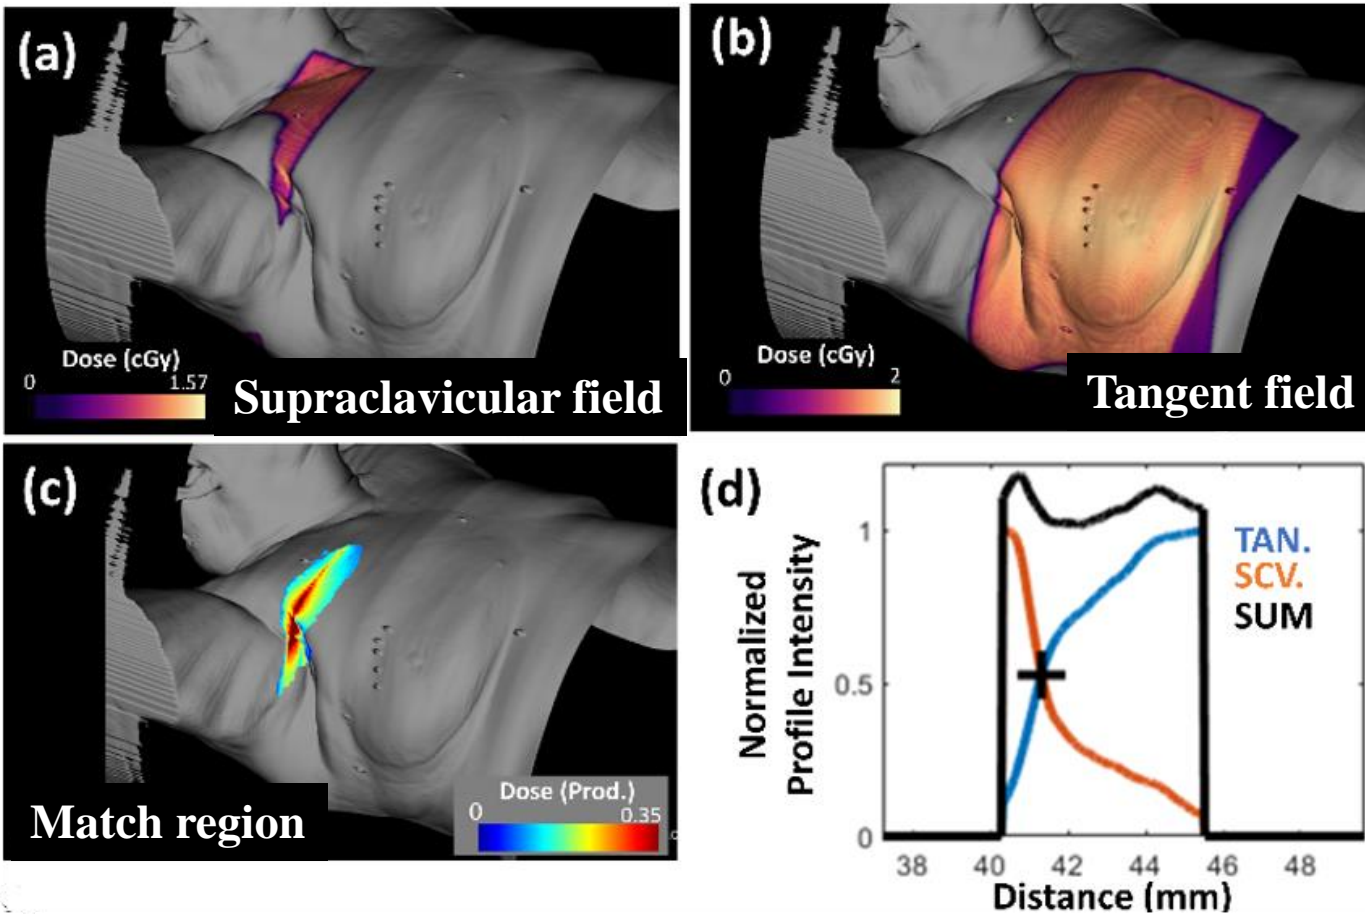 (a)
Dose (cGy)
0 1.57
Supraclavicular field
(b)
Dose (cGy)
0 2
Tangent field
(c)
Match region
Dose (Prod.)
0 0.35
(d)
Normalized
Profile Intensity
1
0.5
0
TAN.
SCV.
SUM
38 40 42 44 46 48
Distance (mm)